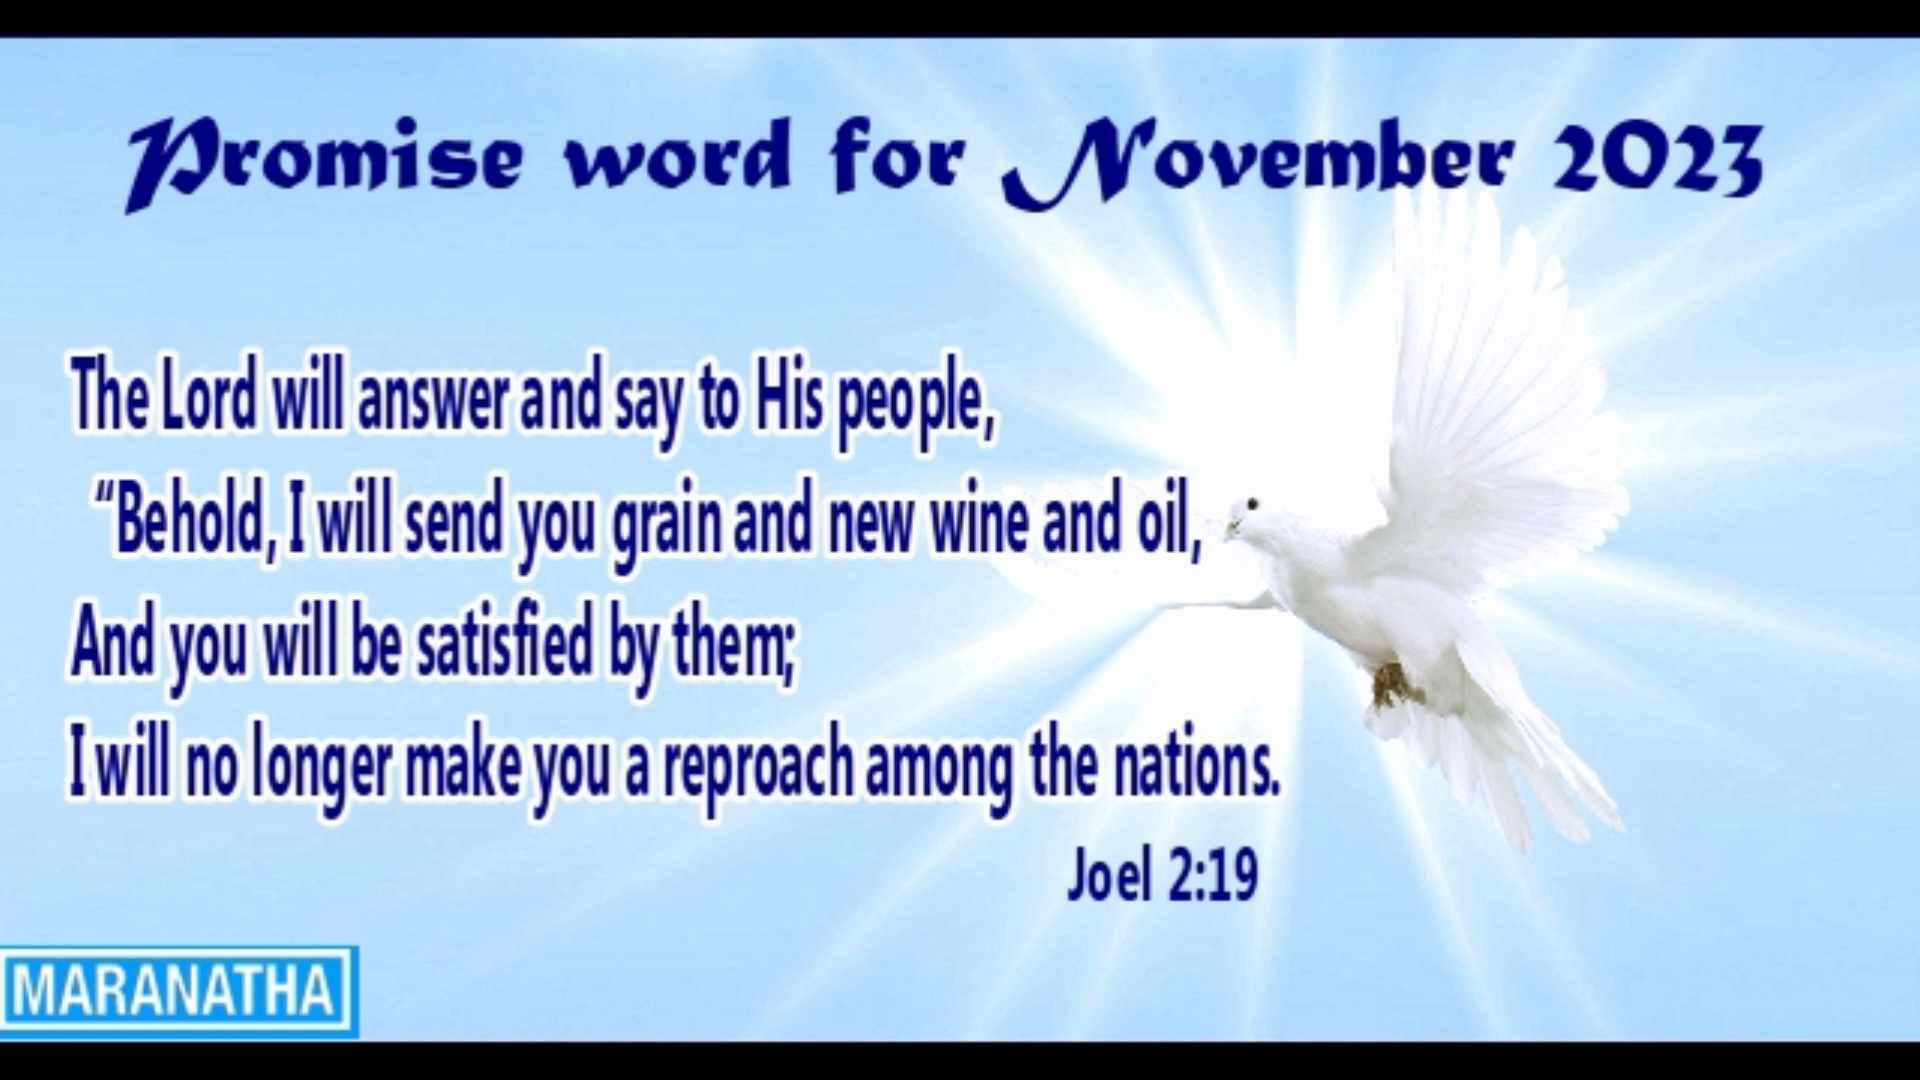 Promise word for November 2023
The Lord will answer and say to His people,
“Behold, I will send you grain and new wine and oil,
And you will be satisfied by them;
I will no longer make you a reproach among the nations.
Joel 2:19
MARANATHA